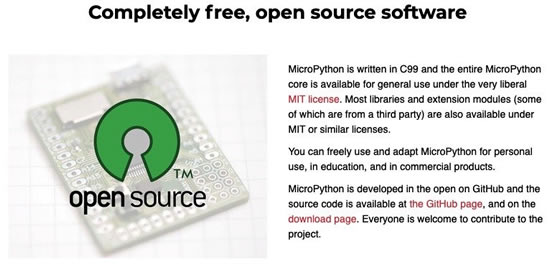 Completely free, open source software
MicroPython is written in C99 and the entire MicroPython
core is available for general use under the very liberal
MIT license. Most libraries and extension modules (some
of which are from a third party) are also available under
MIT or similar licenses.
You can freely use and adapt MicroPython for personal
use, in education, and in commercial products.
MicroPython is developed in the open on GitHub and the
source code is available at the GitHub page, and on the
download page. Everyone is welcome to contribute to the
project.
TM
open source